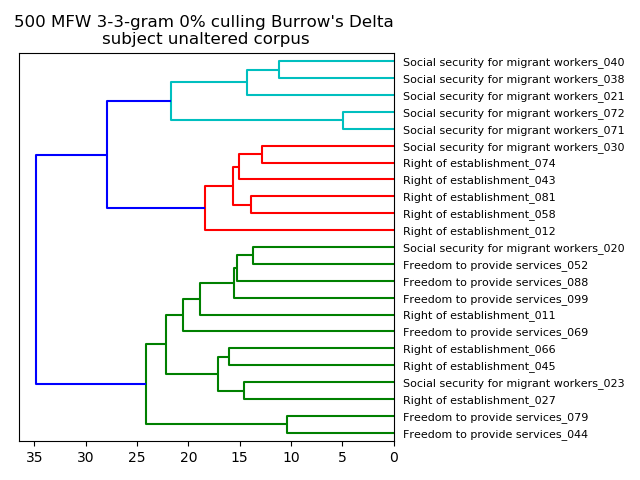 500 MFW 3-3-gram 0% culling Burrow's Delta
subject unaltered corpus
Social security for migrant workers_040
Social security for migrant workers_038
Social security for migrant workers_021
Social security for migrant workers_072
Social security for migrant workers_071
Social security for migrant workers_030
Right of establishment_074
Right of establishment_043
Right of establishment_081
Right of establishment_058
Right of establishment_012
Social security for migrant workers_020
Freedom to provide services_052
Freedom to provide services_088
Freedom to provide services_099
Right of establishment_011
Freedom to provide services_069
Right of establishment_066
Right of establishment_045
Social security for migrant workers_023
Right of establishment_027
Freedom to provide services_079
Freedom to provide services_044
35 30 25 20 15 10 5 0